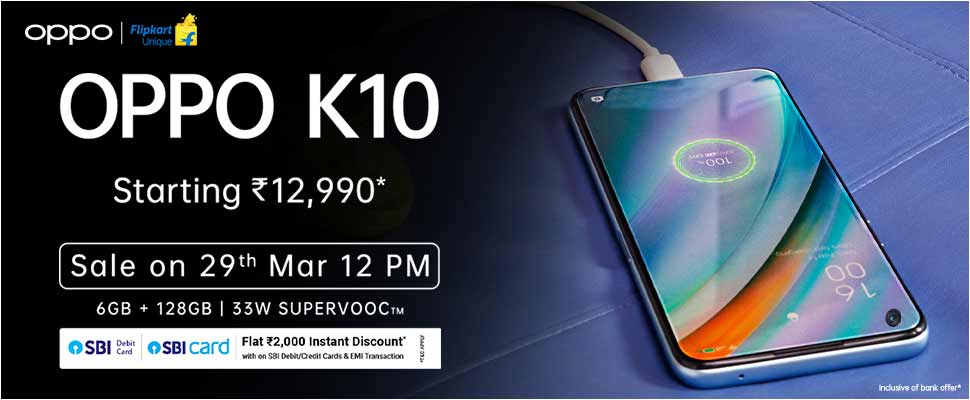 oppo
Flipkart
Unique
OPPO K10
Starting ₹12,990*
Sale on 29th Mar 12 PM
6GB + 128GB | 33W SUPERVOOC™
SBI Debit Card
SBI card
Flat ₹2,000 Instant Discount*
with on SBI Debit/Credit Cards & EMI Transaction
*T&C APPLY
100%
16
00
inclusive of bank offer*